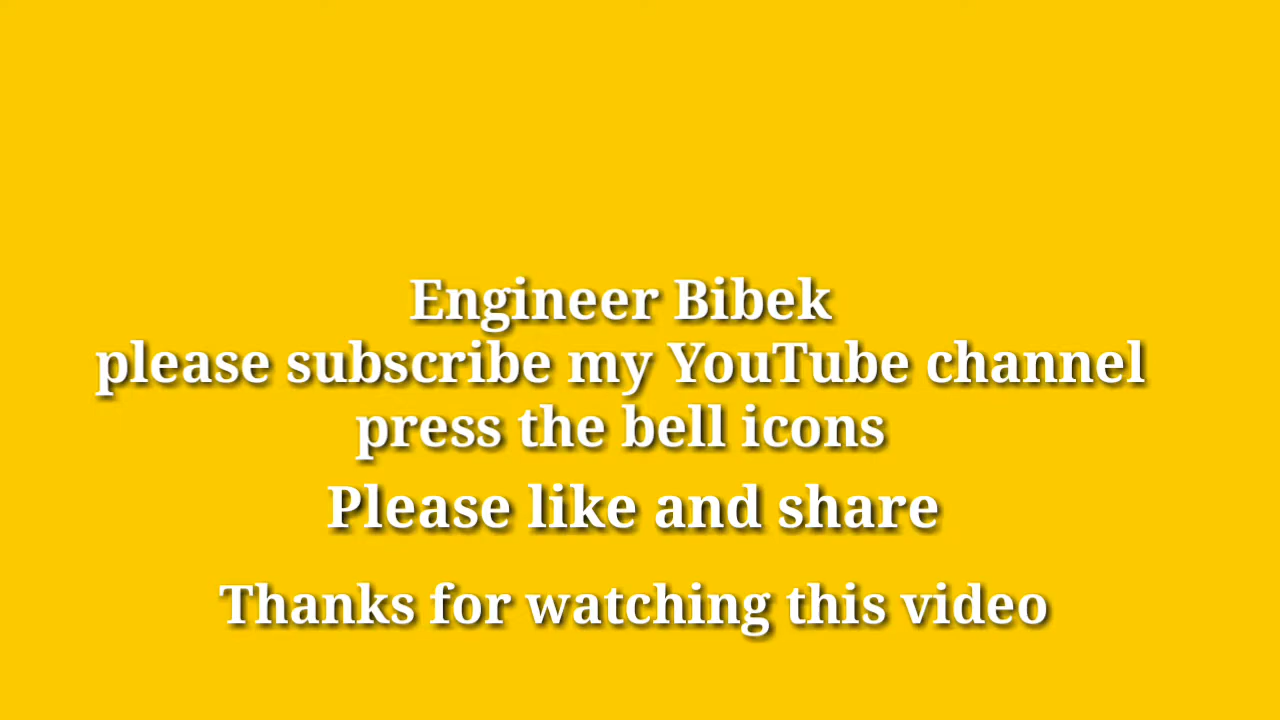 Engineer Bibek
please subscribe my YouTube channel
press the bell icons
Please like and share
Thanks for watching this video